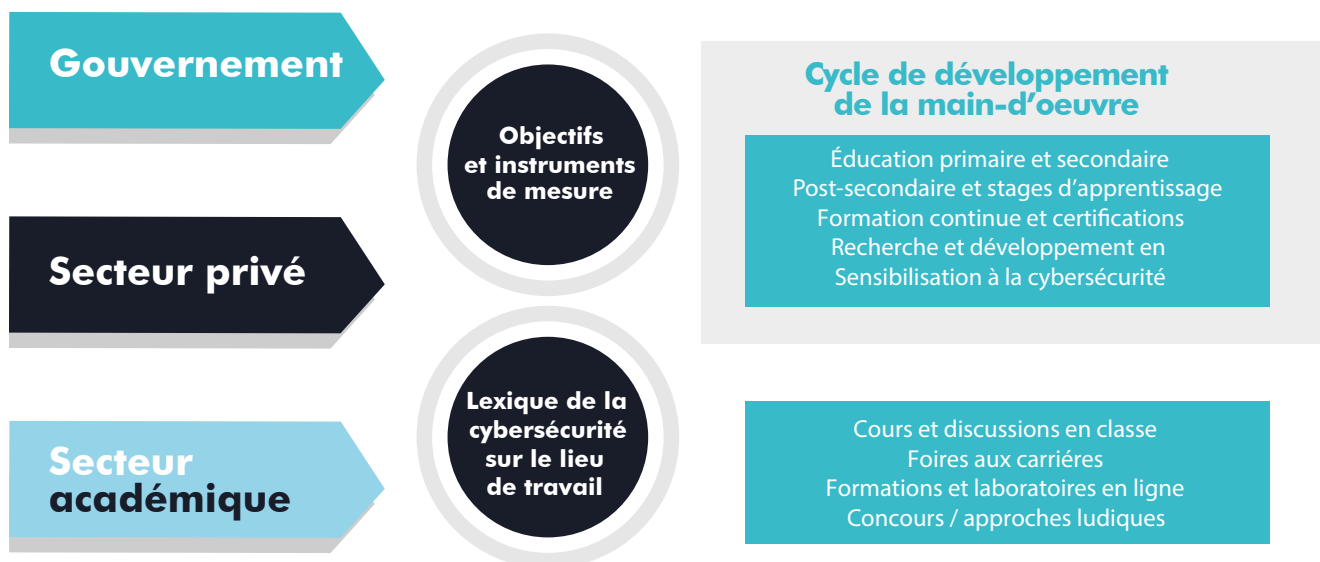 Gouvernement
Secteur privé
Secteur
académique
Objectifs
et instruments
de mesure
Lexique de la
cybersécurité
sur le lieu
de travail
Cycle de développement
de la main-d'oeuvre
Éducation primaire et secondaire
Post-secondaire et stages d'apprentissage
Formation continue et certifications
Recherche et développement en
Sensibilisation à la cybersécurité
Cours et discussions en classe
Foires aux carriéres
Formations et laboratoires en ligne
Concours / approches ludiques